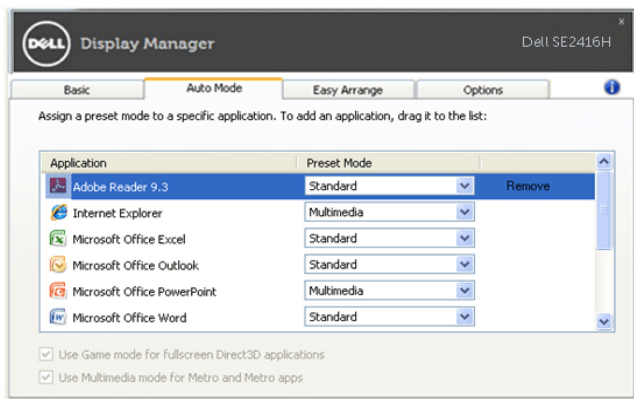 DELL Display Manager Dell SE2416H
Basic Auto Mode Easy Arrange Options
Assign a preset mode to a specific application. To add an application, drag it to the list:
Application Preset Mode
Adobe Reader 9.3 Standard Remove
Internet Explorer Multimedia
Microsoft Office Excel Standard
Microsoft Office Outlook Standard
Microsoft Office PowerPoint Multimedia
Microsoft Office Word Standard
Use Game mode for fullscreen Direct3D applications
Use Multimedia mode for Metro and Metro apps